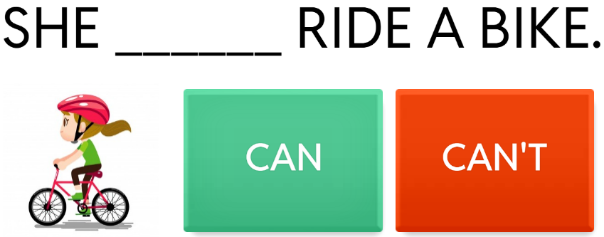 SHE ______ RIDE A BIKE.
CAN
CAN'T